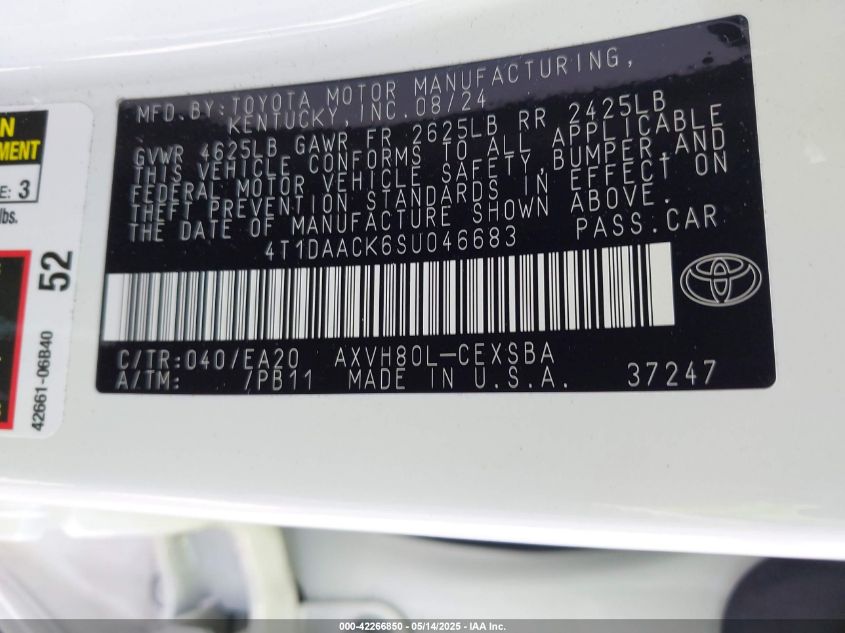 MFD. BY: TOYOTA MOTOR MANUFACTURING,
KENTUCKY, INC. 08/24
GVWR 4625LB GAWR FR 2625LB RR 2425LB
THIS VEHICLE CONFORMS TO ALL APPLICABLE
FEDERAL MOTOR VEHICLE SAFETY, BUMPER, AND
THEFT PREVENTION STANDARDS IN EFFECT ON
THE DATE OF MANUFACTURE SHOWN ABOVE.
4T1DAACK6SU046683 PASS. CAR
C/TR: 040/EA20 AXVH80L-CEXSBA
A/TM: /PB11 MADE IN U.S.A. 37247
N
MENT
E: 3
lbs.
52
42661-06B40
000-42266850 - 05/14/2025 - IAA Inc.